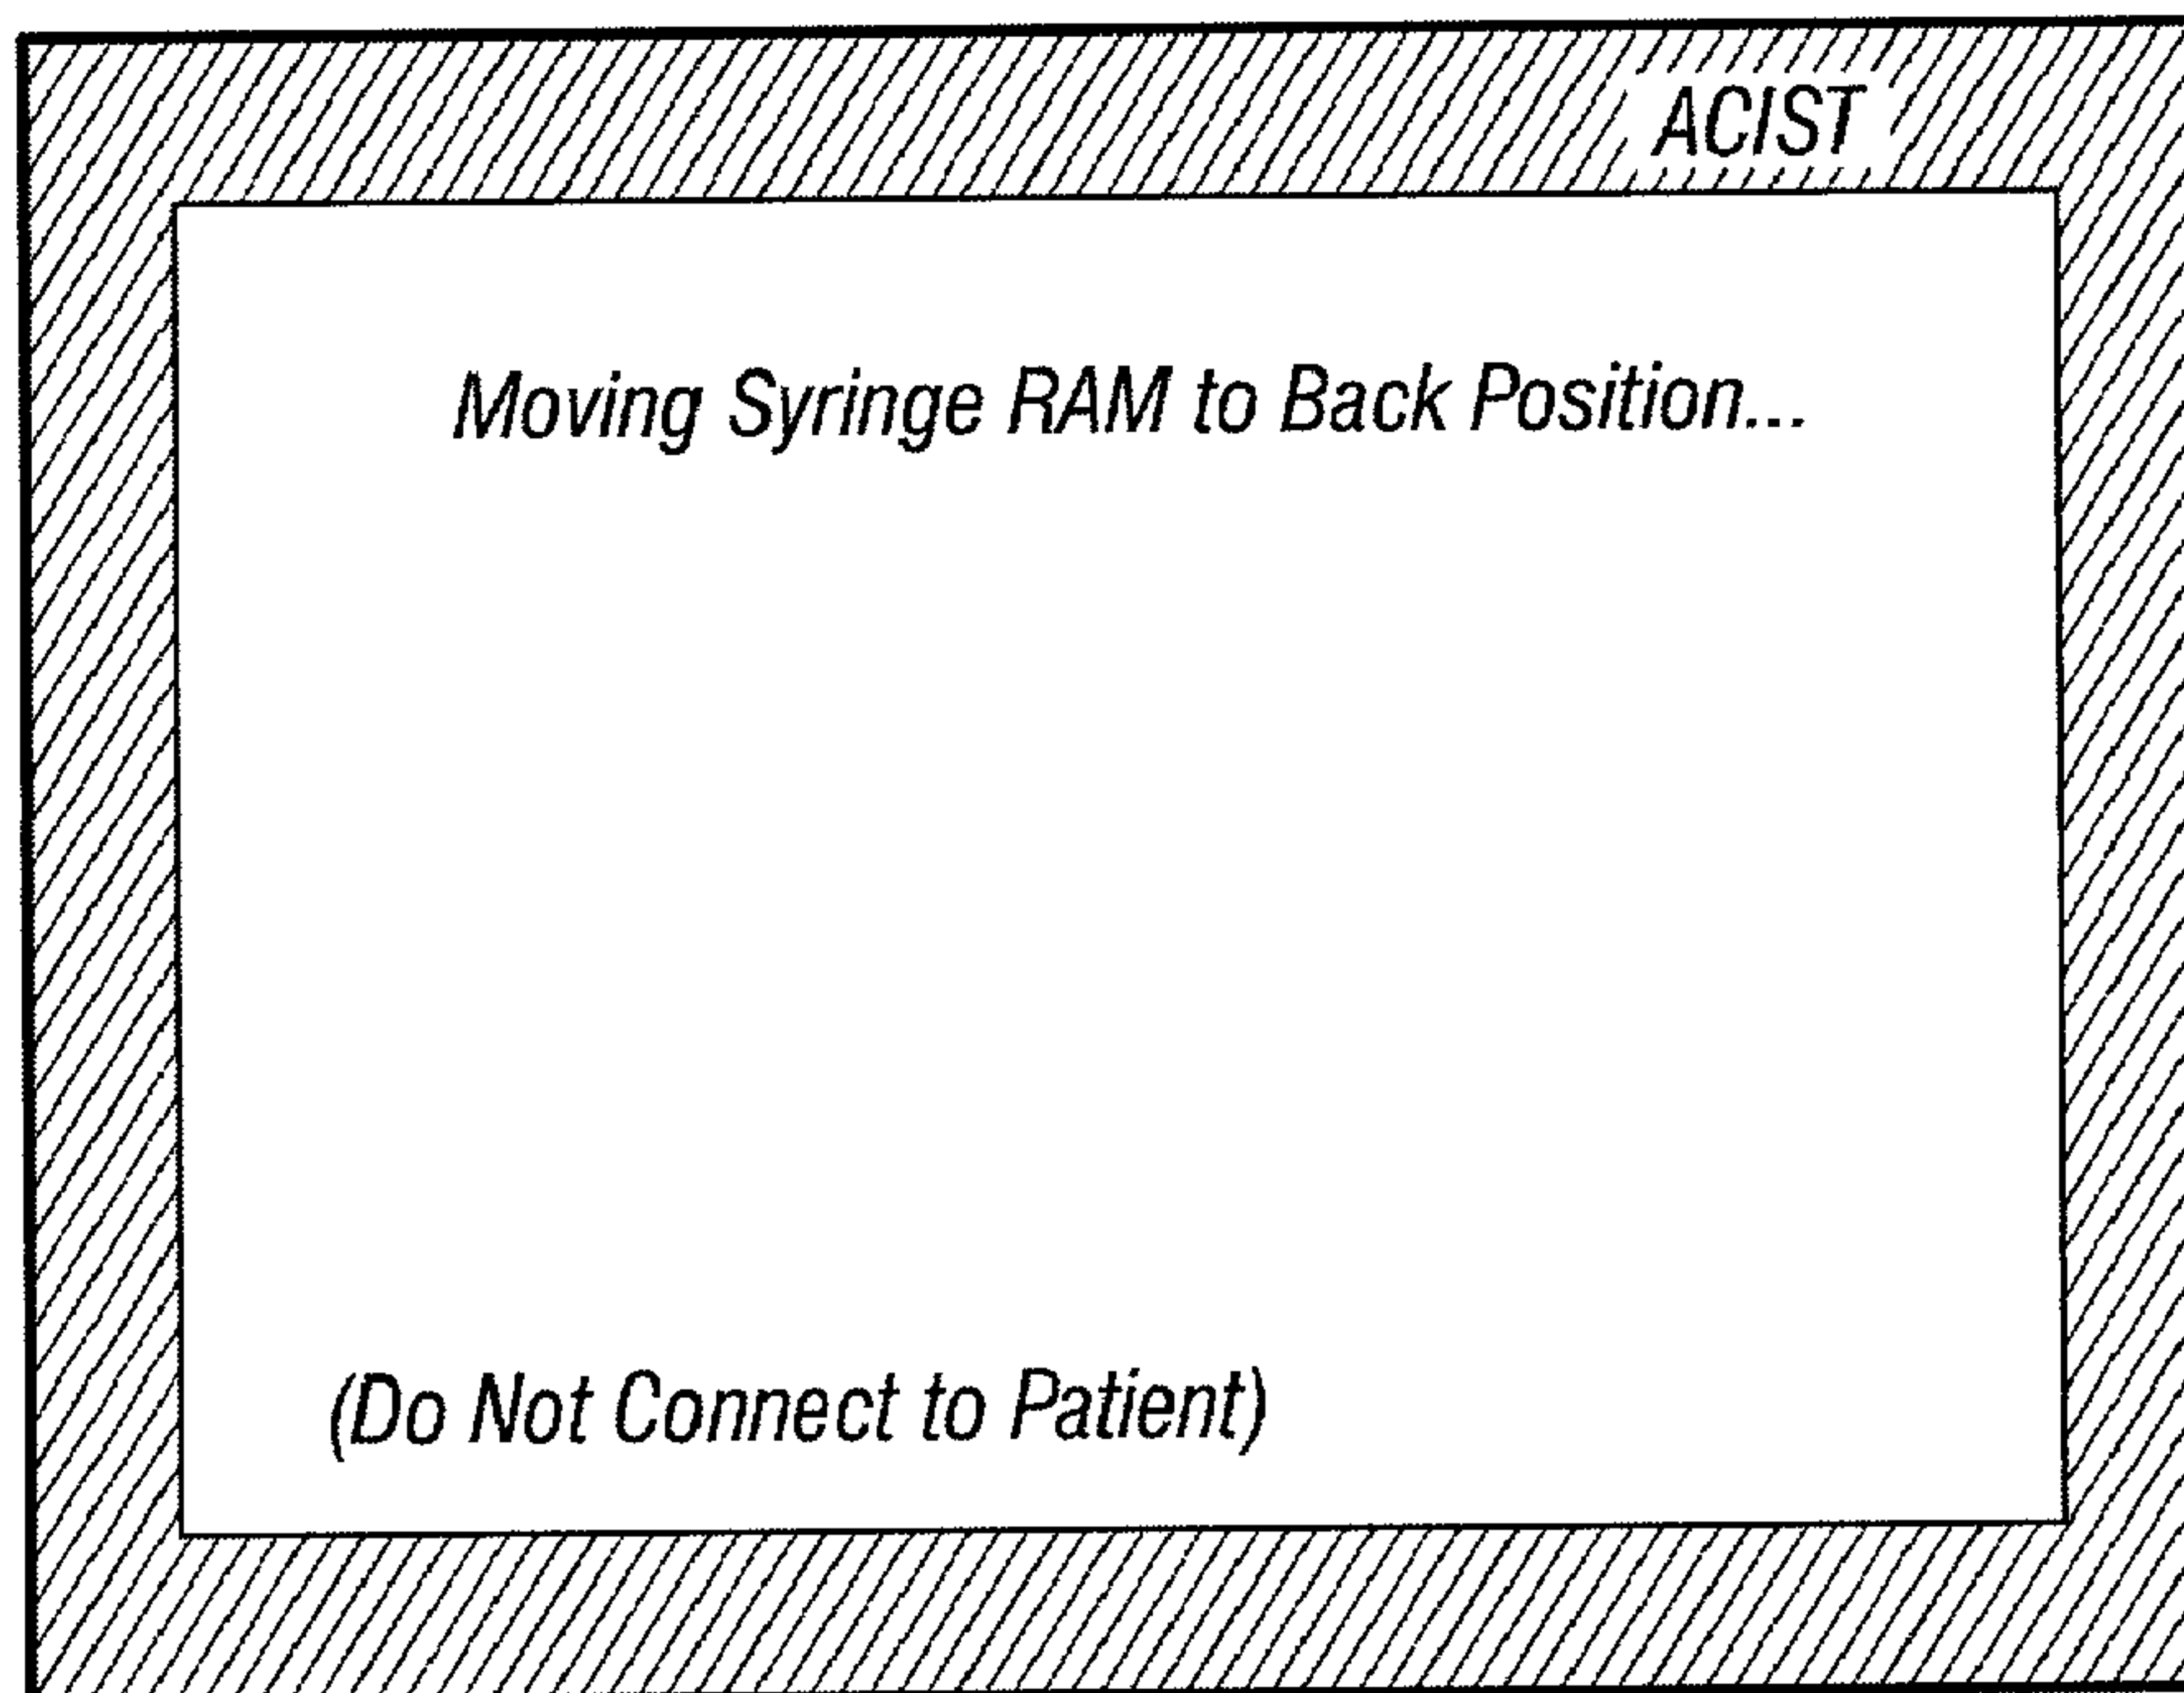 ACIST
Moving Syringe RAM to Back Position...
(Do Not Connect to Patient)